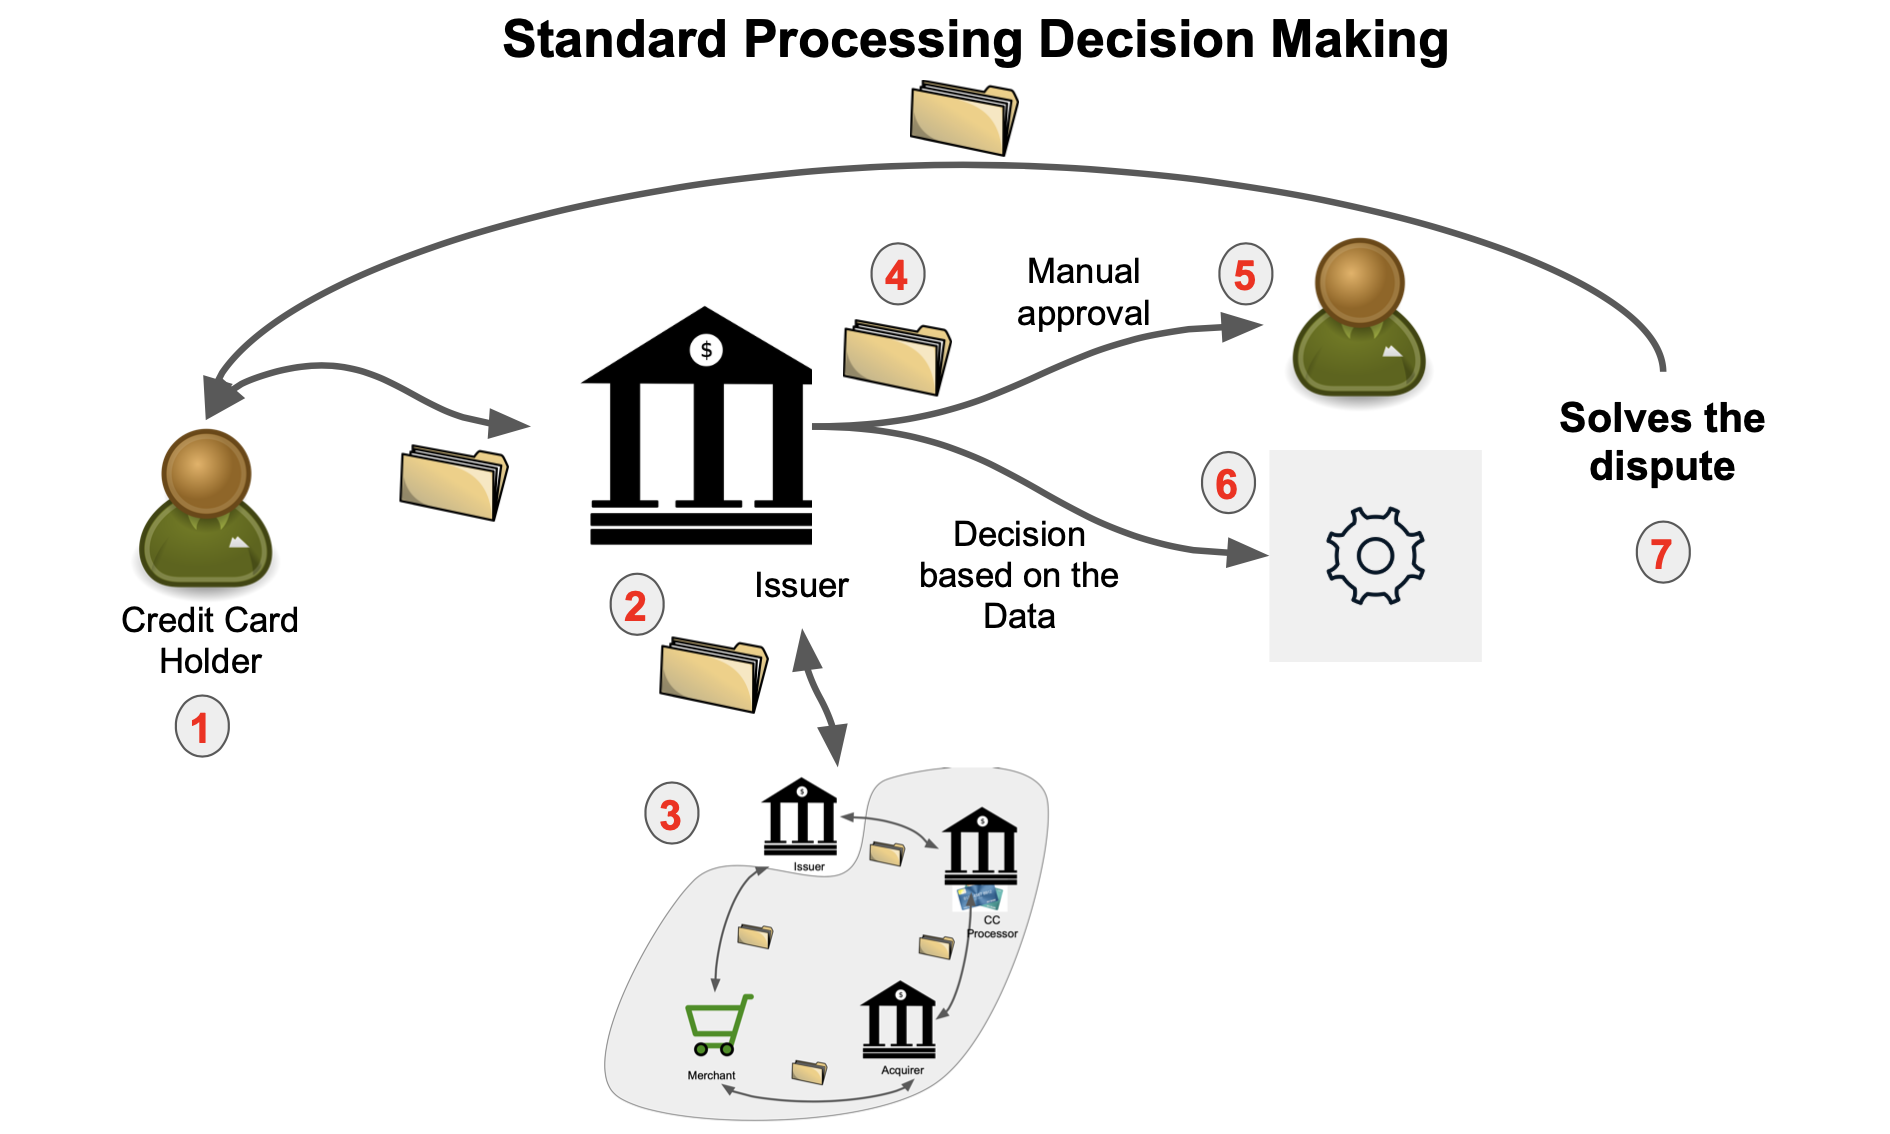 Standard Processing Decision Making
4
Manual
approval
5
$
Solves the
dispute
6
7
Decision
based on the
Data
Issuer
2
Credit Card
Holder
1
3
$
Issuer
$
CC
Processor
$
Merchant
Acquirer